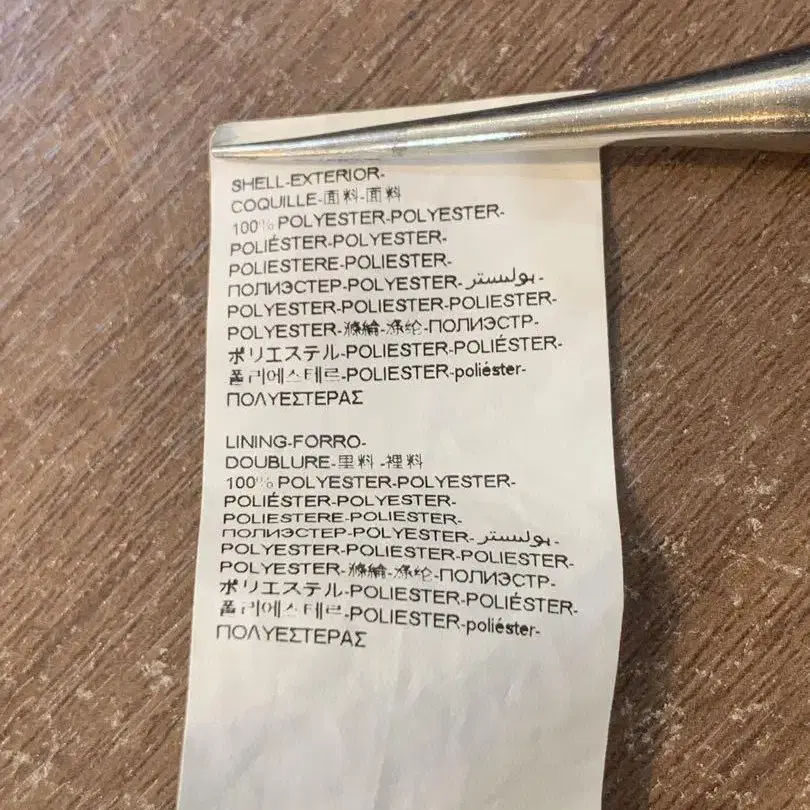 SHELL-EXTERIOR-
COQUILLE-面料-面料
100% POLYESTER-POLYESTER-
POLIÉSTER-POLYESTER-
POLIESTERE-POLIESTER-
ПОЛИЭСТЕР-POLYESTER-بوليستر-
POLYESTER-POLIESTER-POLIESTER-
POLYESTER-滌綸-涤纶-ПОЛИЭСТР-
ポリエステル-POLIESTER-POLIÉSTER-
폴리에스테르-POLIESTER-poliéster-
ΠΟΛΥΕΣΤΕΡΑΣ
LINING-FORRO-
DOUBLURE-里料-裡料
100% POLYESTER-POLYESTER-
POLIÉSTER-POLYESTER-
POLIESTERE-POLIESTER-
ПОЛИЭСТЕР-POLYESTER-بوليستر-
POLYESTER-POLIESTER-POLIESTER-
POLYESTER-滌綸-涤纶-ПОЛИЭСТР-
ポリエステル-POLIESTER-POLIÉSTER-
폴리에스테르-POLIESTER-poliéster-
ΠΟΛΥΕΣΤΕΡΑΣ